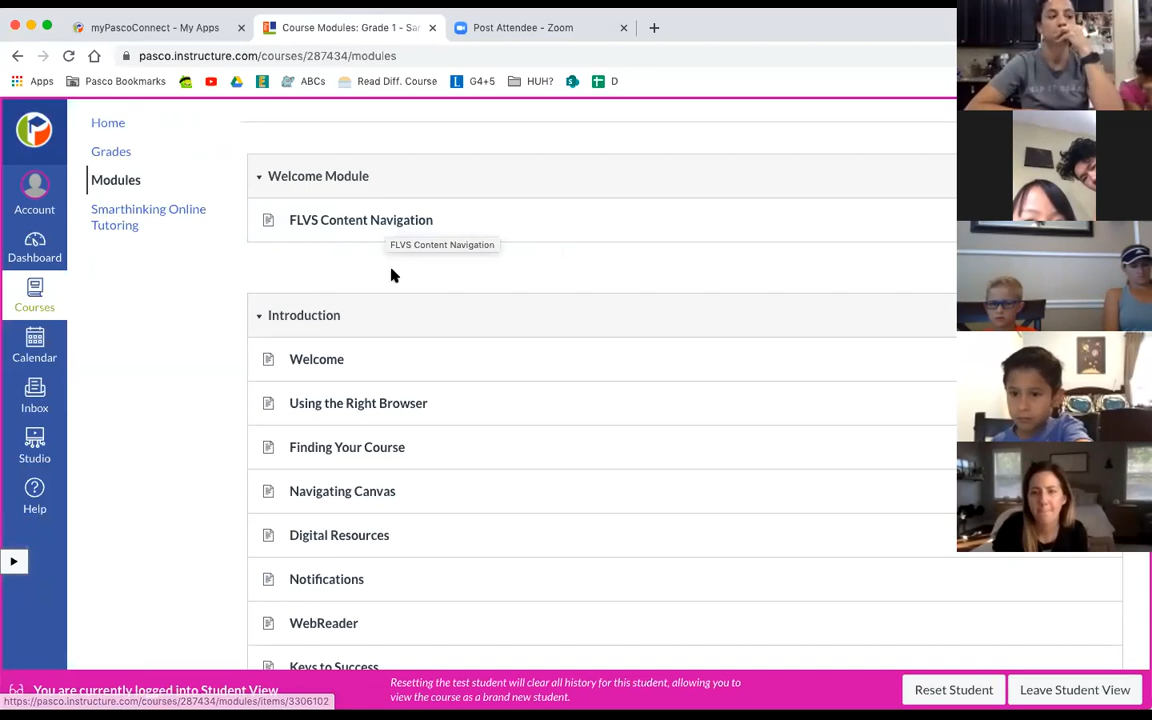 myPascoConnect - My Apps
Course Modules: Grade 1 - Sar
Post Attendee - Zoom
pasco.instructure.com/courses/287434/modules
Apps
Pasco Bookmarks
ABCs
Read Diff. Course
G4+5
HUH?
D
Account
Dashboard
Courses
Calendar
Inbox
Studio
Help
Home
Grades
Modules
Smarthinking Online
Tutoring
Welcome Module
FLVS Content Navigation
FLVS Content Navigation
Introduction
Welcome
Using the Right Browser
Finding Your Course
Navigating Canvas
Digital Resources
Notifications
WebReader
Keys to Success
You are currently logged into Student View
https://pasco.instructure.com/courses/287434/modules/items/3306102
Resetting the test student will clear all history for this student, allowing you to
view the course as a brand new student.
Reset Student
Leave Student View